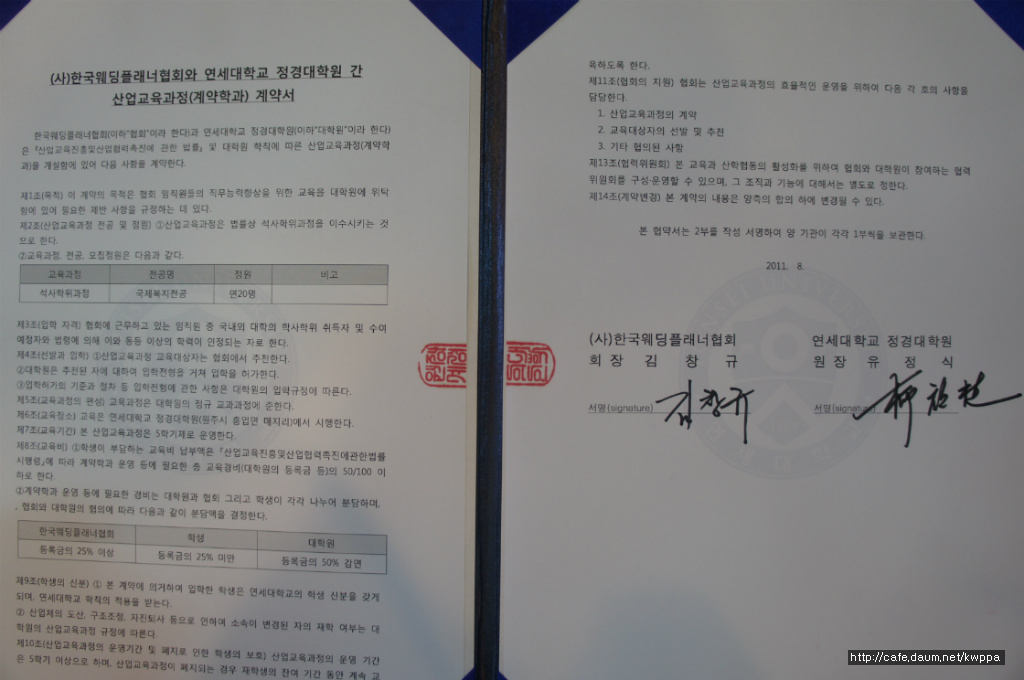 (사)한국웨딩플래너협회와 연세대학교 정경대학원 간
산업교육과정(계약학과) 계약서
한국웨딩플래너협회(이하"협회"이라 한다)과 연세대학교 정경대학원(이하"대학원"이라 한다)
은 『산업교육진흥및산업협력촉진에 관한 법률』 및 대학원 학칙에 따른 산업교육과정(계약학
과)을 개설함에 있어 다음 사항을 계약한다.
제1조(목적) 이 계약의 목적은 협회 임직원들의 직무능력향상을 위한 교육을 대학원에 위탁
함에 있어 필요한 제반 사항을 규정하는 데 있다.
제2조(산업교육과정 전공 및 정원) ①산업교육과정은 법률상 석사학위과정을 이수시키는 것
으로 한다.
②교육과정, 전공, 모집정원은 다음과 같다.
교육과정 전공명 정원 비고
석사학위과정 국제복지전공 연20명
제3조(입학 자격) 협회에 근무하고 있는 임직원 중 국내외 대학의 학사학위 취득자 및 수여
예정자와 법령에 의해 이와 동등 이상의 학력이 인정되는 자로 한다.
제4조(선발과 입학) ①산업교육과정 교육대상자는 협회에서 추천한다.
②대학원은 추천된 자에 대하여 입학전형을 거쳐 입학을 허가한다.
③입학허가의 기준과 절차 등 입학전형에 관한 사항은 대학원의 입학규정에 따른다.
제5조(교육과정의 편성) 교육과정은 대학원의 정규 교과과정에 준한다.
제6조(교육장소) 교육은 연세대학교 정경대학원(원주시 흥업면 매지리)에서 시행한다.
제7조(교육기간) 본 산업교육과정은 5학기제로 운영한다.
제8조(교육비) ①학생이 부담하는 교육비 납부액은 『산업교육진흥및산업협력촉진에관한법률
시행령』에 따라 계약학과 운영 등에 필요한 총 교육경비(대학원의 등록금 등)의 50/100 이
하로 한다.
②계약학과 운영 등에 필요한 경비는 대학원과 협회 그리고 학생이 각각 나누어 분담하며,
, 협회와 대학원의 협의에 따라 다음과 같이 분담액을 결정한다.
한국웨딩플래너협회 학생 대학원
등록금의 25% 이상 등록금의 25% 미만 등록금의 50% 감면
제9조(학생의 신분) ① 본 계약에 의거하여 입학한 학생은 연세대학교의 학생 신분을 갖게
되며, 연세대학교 학칙의 적용을 받는다.
② 산업체의 도산, 구조조정, 자진퇴사 등으로 인하여 소속이 변경된 자의 재학 여부는 대
학원의 산업교육과정 규정에 따른다.
제10조(산업교육과정의 운영기간 및 폐지로 인한 학생의 보호) 산업교육과정의 운영 기간
은 5학기 이상으로 하며, 산업교육과정이 폐지되는 경우 재학생의 잔여 기간 동안 계속 교
육하도록 한다.
제11조(협회의 지원) 협회는 산업교육과정의 효율적인 운영을 위하여 다음 각 호의 사항을
담당한다.
1. 산업교육과정의 계약
2. 교육대상자의 선발 및 추천
3. 기타 협의된 사항
제13조(협력위원회) 본 교육과 산학협동의 활성화를 위하여 협회와 대학원이 참여하는 협력
위원회를 구성·운영할 수 있으며, 그 조직과 기능에 대해서는 별도로 정한다.
제14조(계약변경) 본 계약의 내용은 양측의 합의 하에 변경될 수 있다.
본 협약서는 2부를 작성 서명하여 양 기관이 각각 1부씩을 보관한다.
2011. 8.
(사)한국웨딩플래너협회 연세대학교 정경대학원
회 장 김 창 규 원 장 유 정 식
서명(signature) 김창규 서명(signature)
http://cafe.daum.net/kwppa